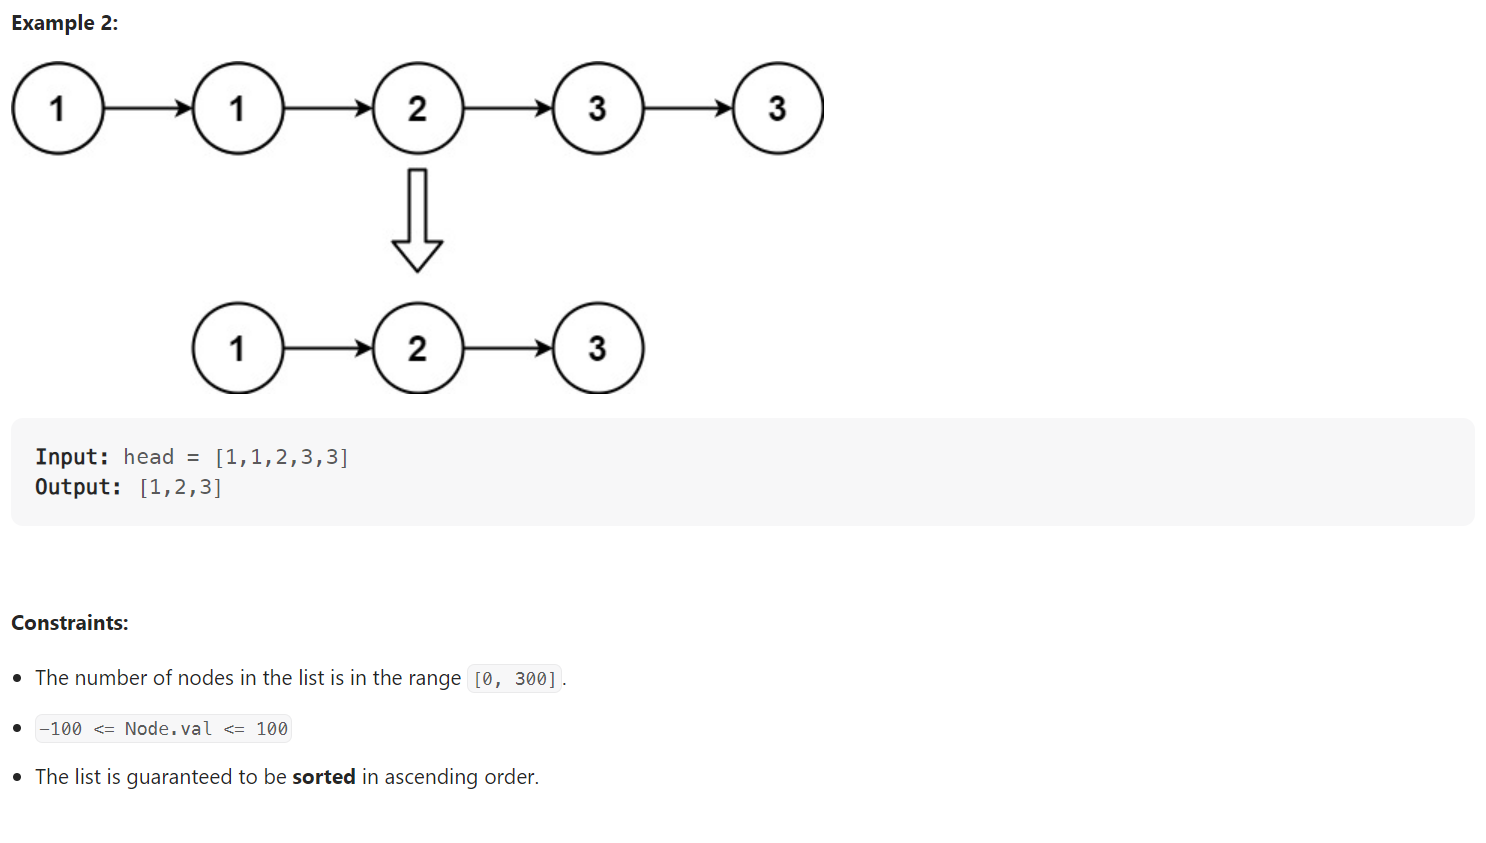 Example 2:
1 1 2 3 3
1 2 3
Input: head = [1,1,2,3,3]
Output: [1,2,3]
Constraints:
• The number of nodes in the list is in the range [0, 300].
• -100 <= Node.val <= 100
• The list is guaranteed to be sorted in ascending order.